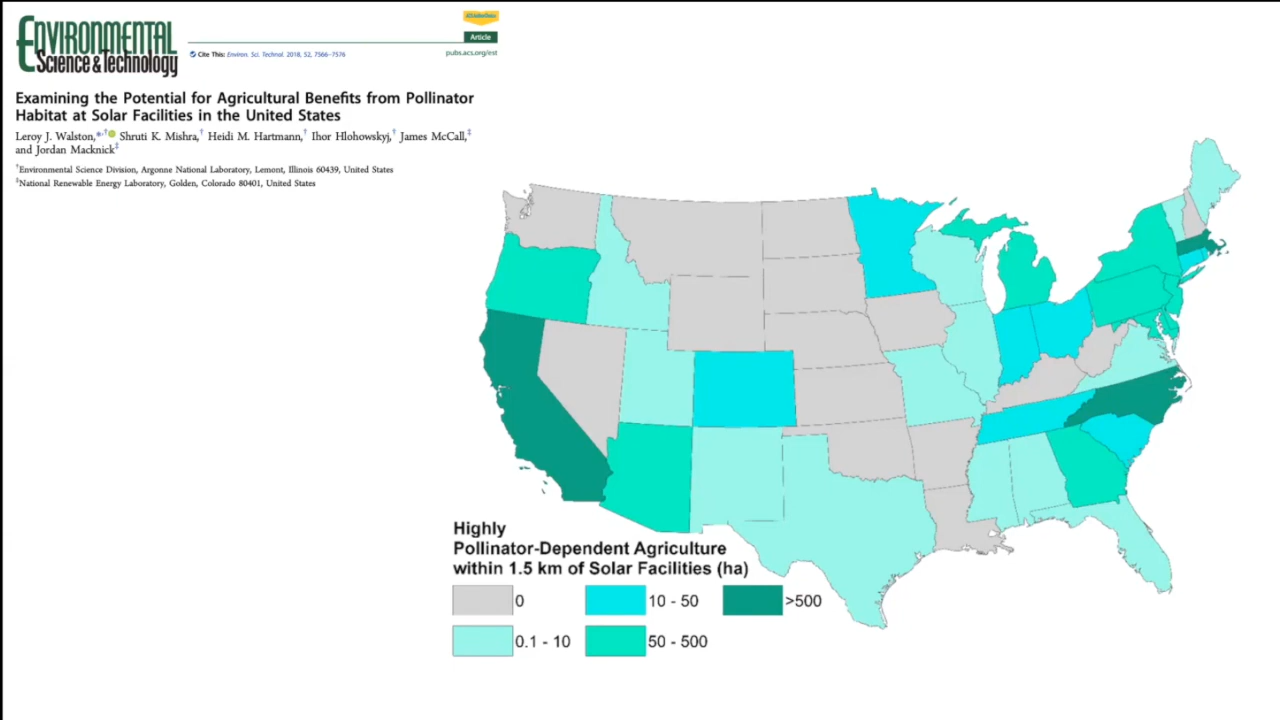 ENVIRONMENTAL
Science & Technology
Cite This: Environ. Sci. Technol. 2018, 52, 7566−7576
Article
pubs.acs.org/est
Examining the Potential for Agricultural Benefits from Pollinator
Habitat at Solar Facilities in the United States
Leroy J. Walston,*,† Shruti K. Mishra,† Heidi M. Hartmann,† Ihor Hlohowskyj,† James McCall,‡
and Jordan Macknick‡
†Environmental Science Division, Argonne National Laboratory, Lemont, Illinois 60439, United States
‡National Renewable Energy Laboratory, Golden, Colorado 80401, United States
Highly
Pollinator-Dependent Agriculture
within 1.5 km of Solar Facilities (ha)
0 10 - 50 >500
0.1 - 10 50 - 500